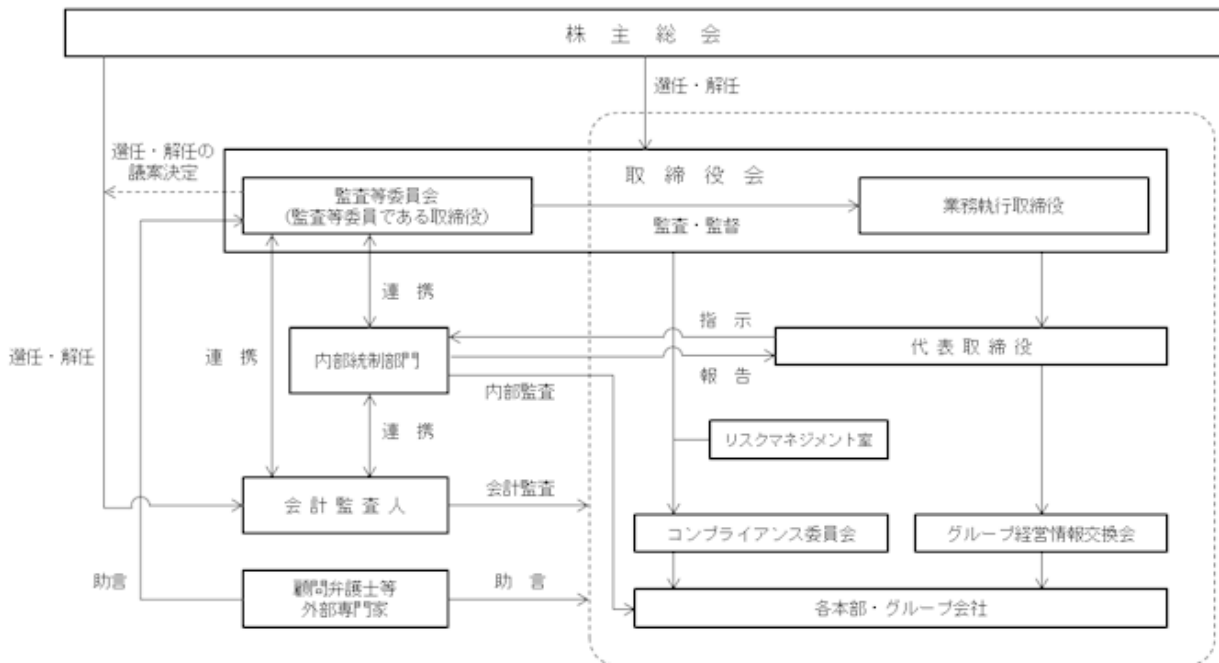 株主総会
選任・解任
選任・解任の
議案決定
取締役会
監査等委員会
(監査等委員である取締役)
業務執行取締役
監査・監督
連携
指示
代表取締役
選任・解任
連携
内部統制部門
報告
内部監査
連携
リスクマネジメント室
会計監査人
会計監査
コンプライアンス委員会
グループ経営情報交換会
助言
顧問弁護士等
外部専門家
助言
各本部・グループ会社